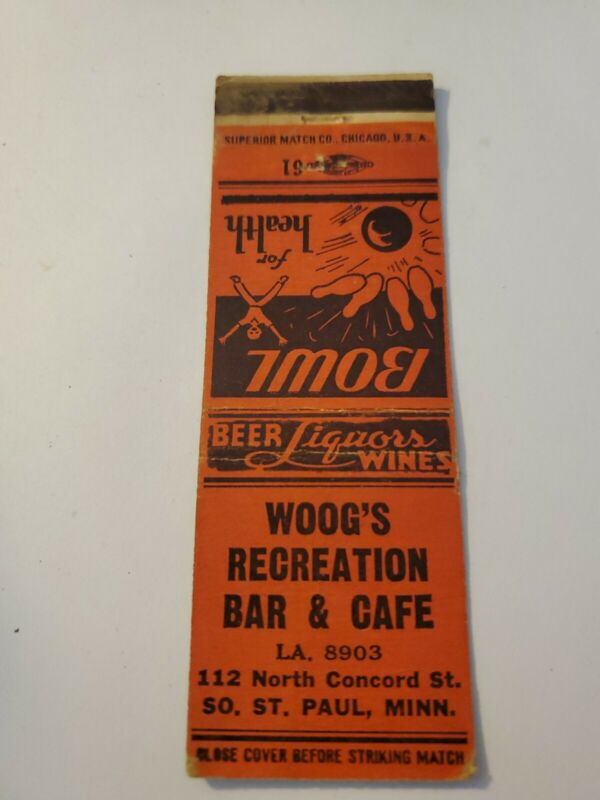 SUPERIOR MATCH CO., CHICAGO, U.S.A.
61
BOWL
for
health
BEER Liquors WINES
WOOG'S
RECREATION
BAR & CAFE
LA. 8903
112 North Concord St.
SO. ST. PAUL, MINN.
CLOSE COVER BEFORE STRIKING MATCH